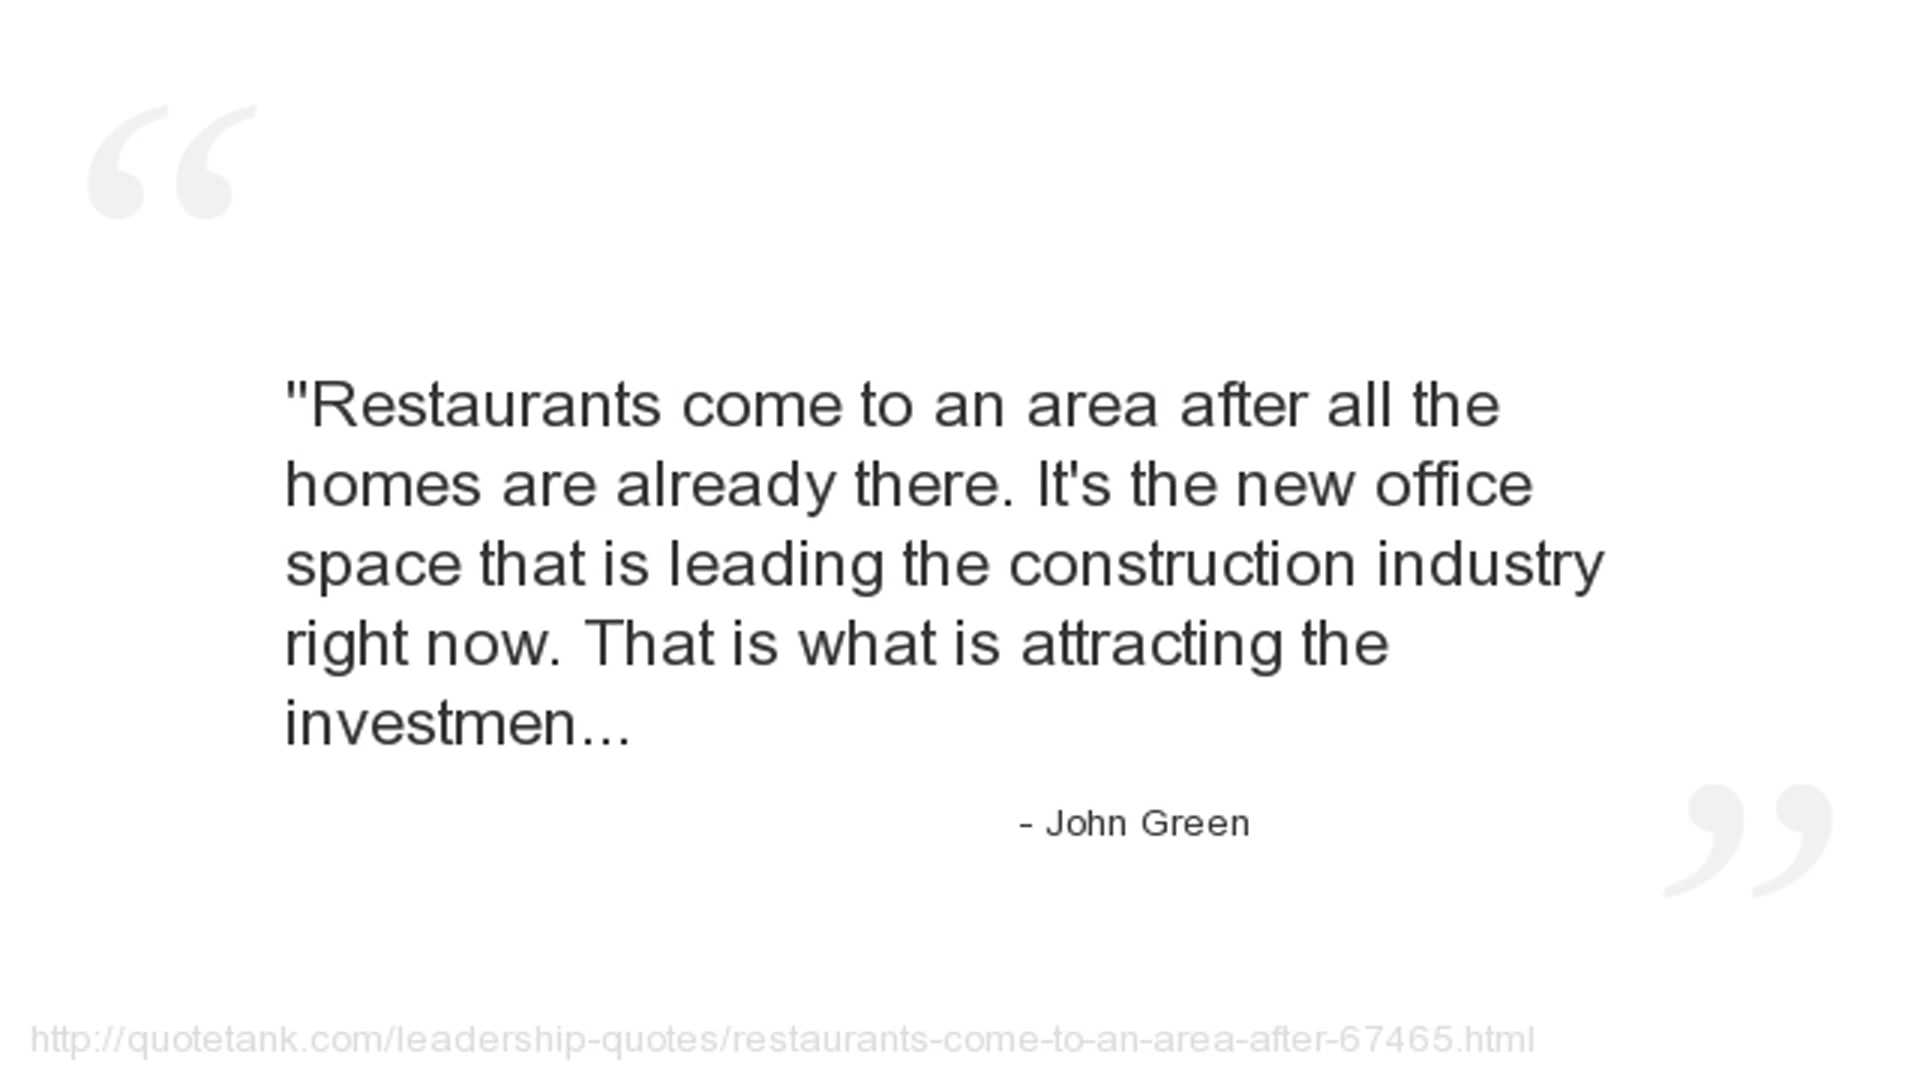 "Restaurants come to an area after all the
homes are already there. It's the new office
space that is leading the construction industry
right now. That is what is attracting the
investmen...
- John Green
http://quotetank.com/leadership-quotes/restaurants-come-to-an-area-after-67465.html